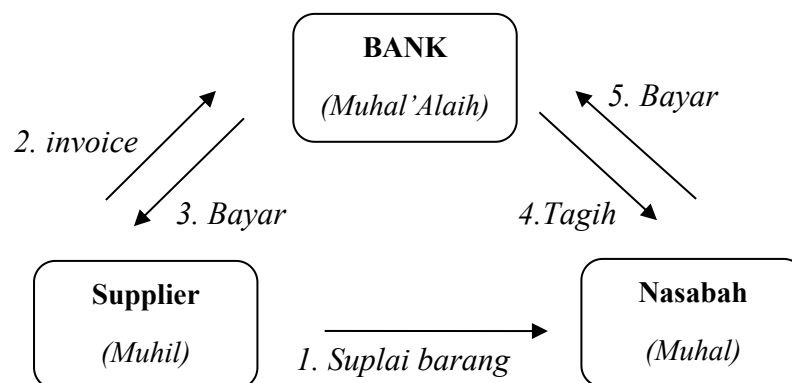 BANK
(Muhal’Alaih)
5. Bayar
2. invoice
3. Bayar
4.Tagih
Supplier
(Muhil)
Nasabah
(Muhal)
1. Suplai barang